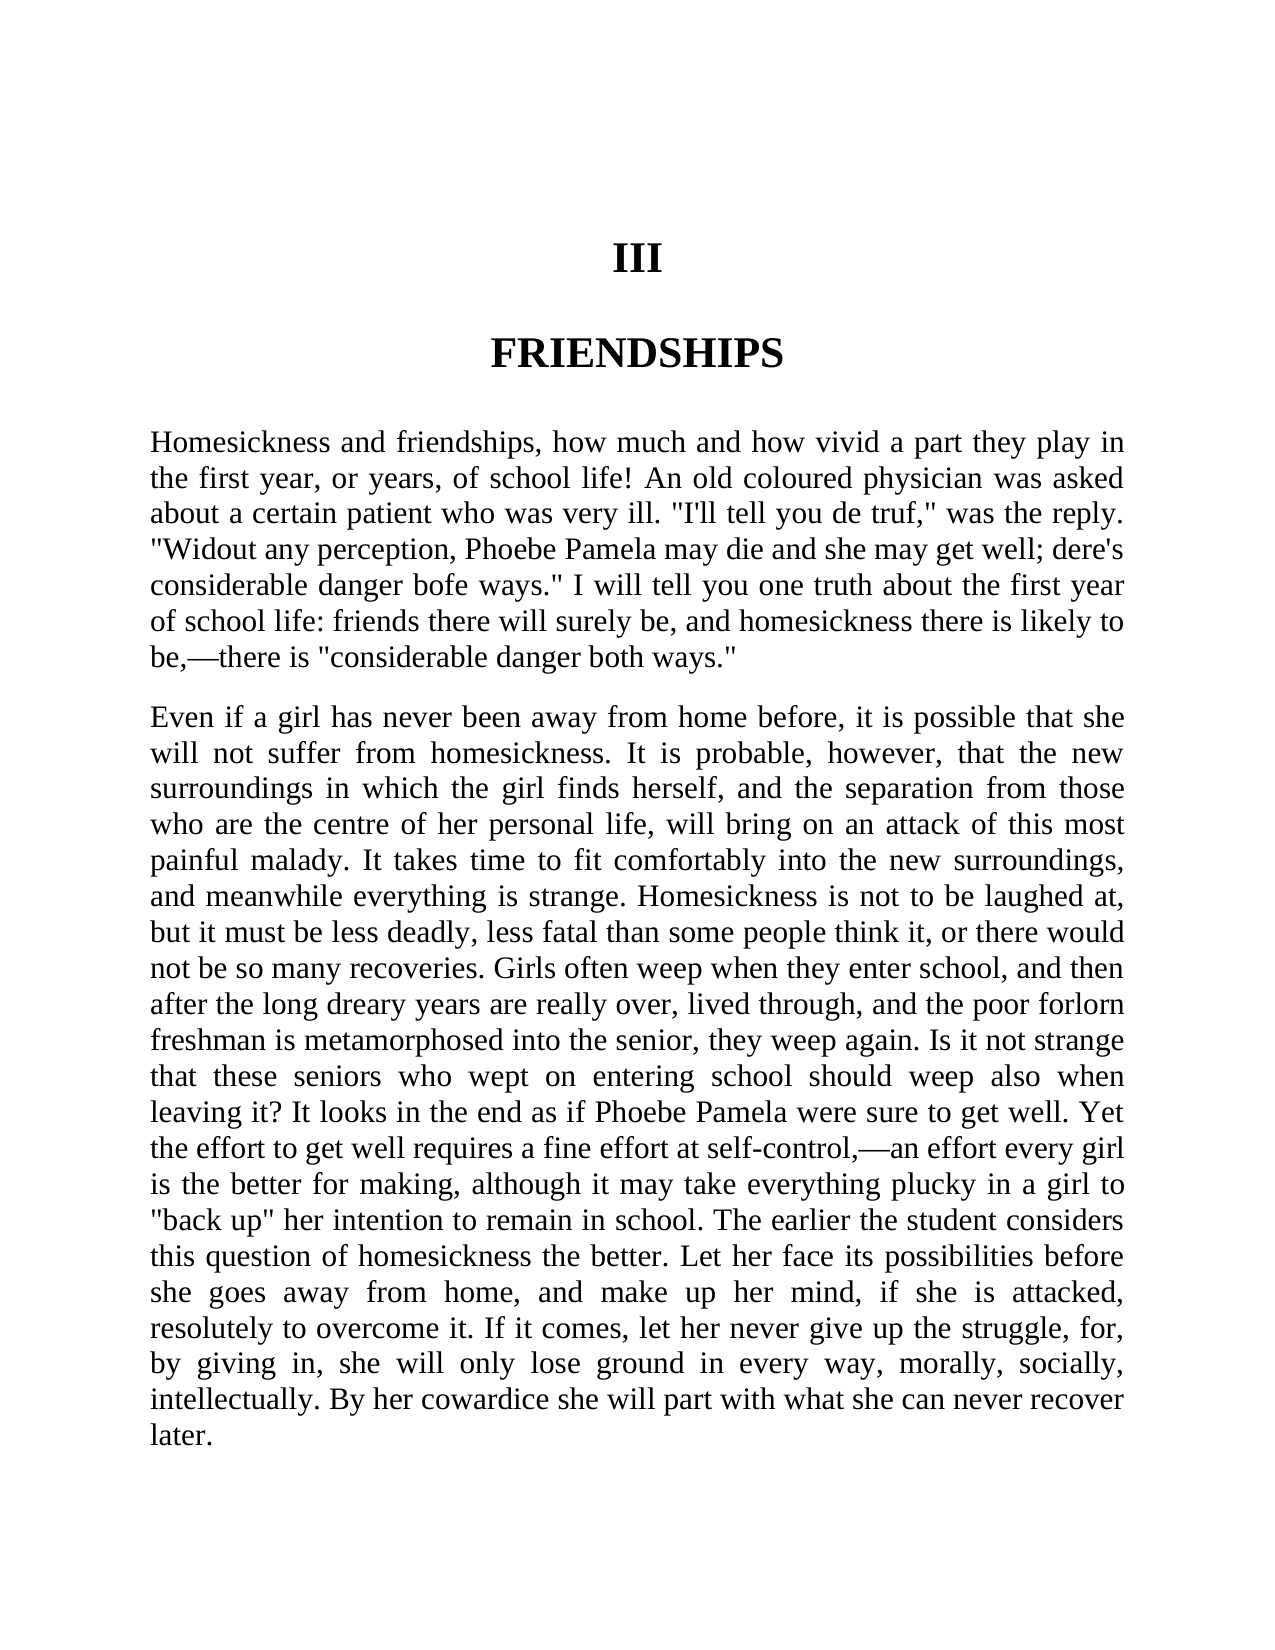 III
FRIENDSHIPS
Homesickness and friendships, how much and how vivid a part they play in
the first year, or years, of school life! An old coloured physician was asked
about a certain patient who was very ill. "I'll tell you de truf," was the reply.
"Widout any perception, Phoebe Pamela may die and she may get well; dere's
considerable danger bofe ways." I will tell you one truth about the first year
of school life: friends there will surely be, and homesickness there is likely to
be,—there is "considerable danger both ways."
Even if a girl has never been away from home before, it is possible that she
will not suffer from homesickness. It is probable, however, that the new
surroundings in which the girl finds herself, and the separation from those
who are the centre of her personal life, will bring on an attack of this most
painful malady. It takes time to fit comfortably into the new surroundings,
and meanwhile everything is strange. Homesickness is not to be laughed at,
but it must be less deadly, less fatal than some people think it, or there would
not be so many recoveries. Girls often weep when they enter school, and then
after the long dreary years are really over, lived through, and the poor forlorn
freshman is metamorphosed into the senior, they weep again. Is it not strange
that these seniors who wept on entering school should weep also when
leaving it? It looks in the end as if Phoebe Pamela were sure to get well. Yet
the effort to get well requires a fine effort at self-control,—an effort every girl
is the better for making, although it may take everything plucky in a girl to
"back up" her intention to remain in school. The earlier the student considers
this question of homesickness the better. Let her face its possibilities before
she goes away from home, and make up her mind, if she is attacked,
resolutely to overcome it. If it comes, let her never give up the struggle, for,
by giving in, she will only lose ground in every way, morally, socially,
intellectually. By her cowardice she will part with what she can never recover
later.